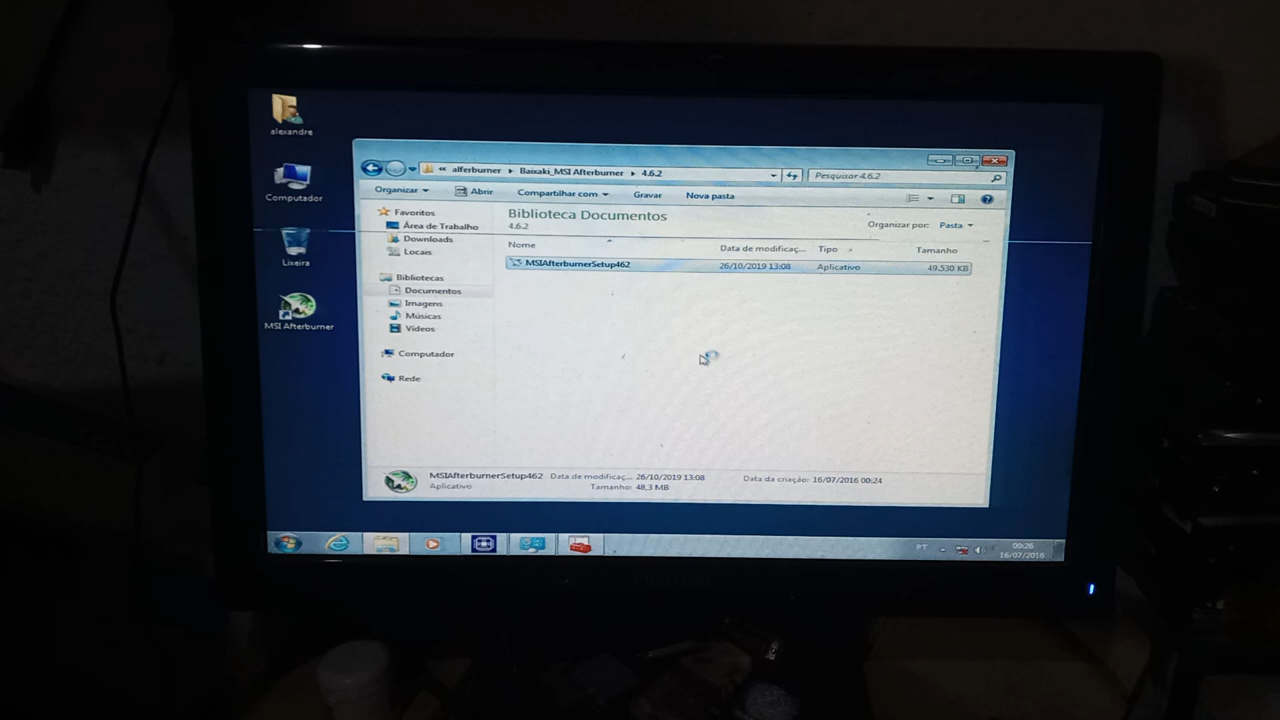 alexandre
Computador
Lixeira
MSI Afterburner
« alferburner ▸ Baixaki_MSI Afterburner ▸ 4.6.2
Pesquisar 4.6.2
Organizar Abrir Compartilhar com Gravar Nova pasta
Favoritos
Área de Trabalho
Downloads
Locais
Bibliotecas
Documentos
Imagens
Músicas
Vídeos
Computador
Rede
Biblioteca Documentos
4.6.2
Organizar por: Pasta
Nome Data de modificaç... Tipo Tamanho
MSIAfterburnerSetup462 26/10/2019 13:08 Aplicativo 49.530 KB
MSIAfterburnerSetup462 Data de modificaç... 26/10/2019 13:08 Data da criação: 16/07/2016 00:24
Aplicativo Tamanho: 48,3 MB
PT 00:26
16/07/2016